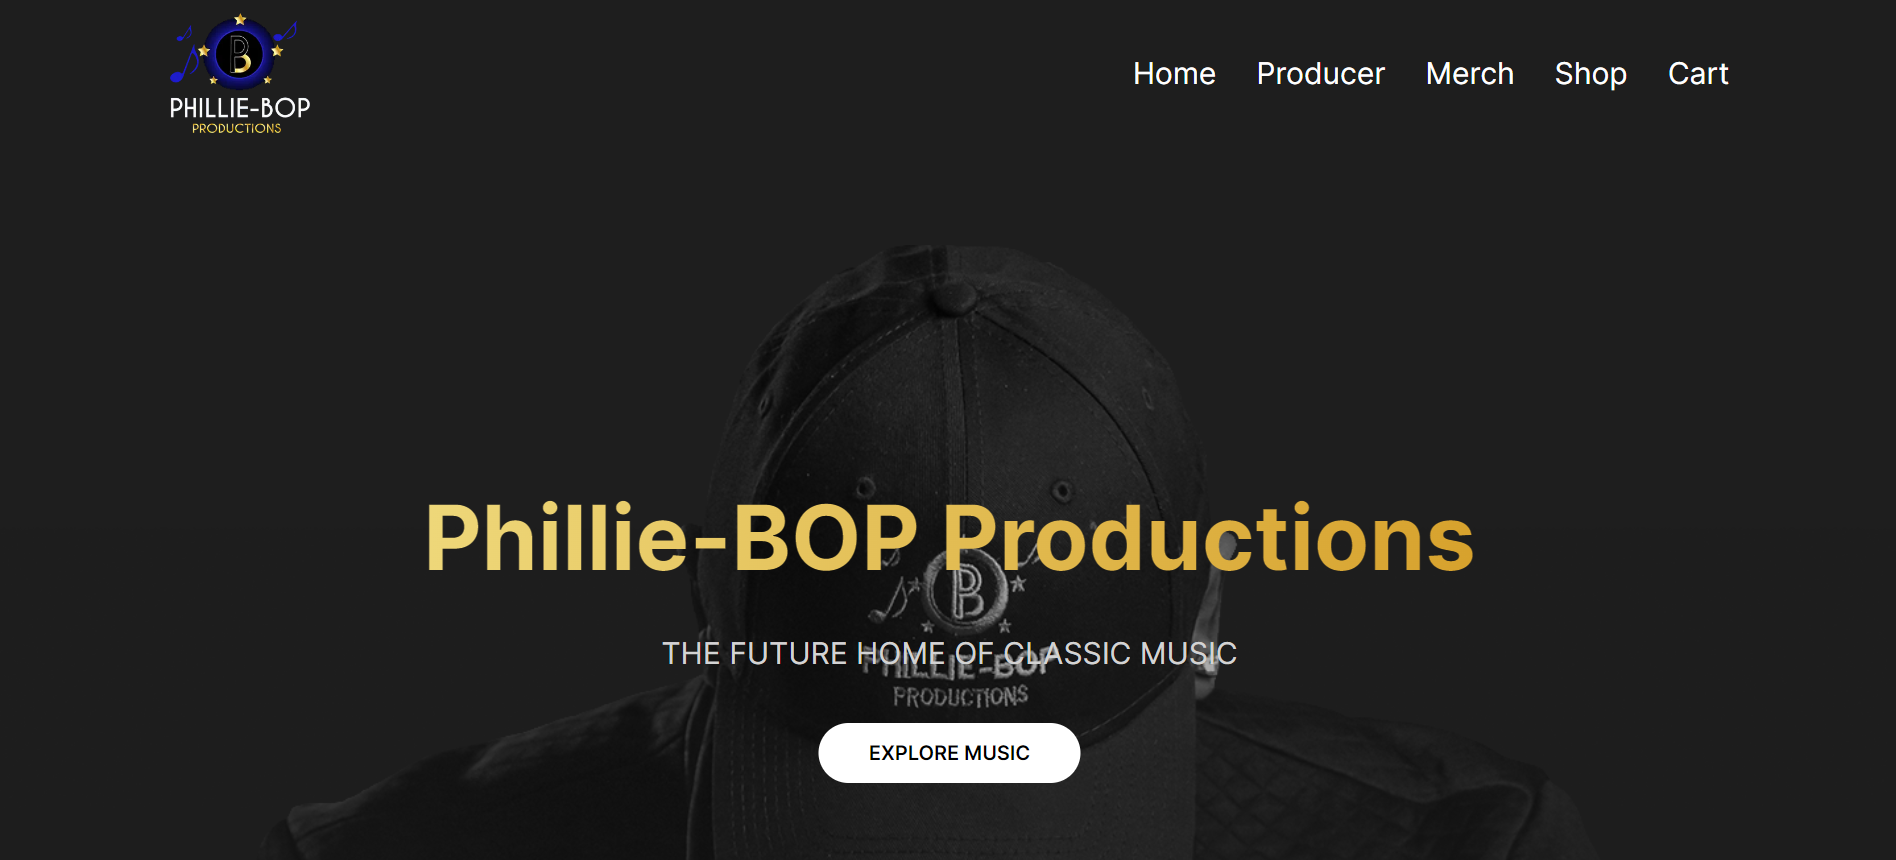 B
PHILLIE-BOP
PRODUCTIONS
Home Producer Merch Shop Cart
Phillie-BOP Productions
B
THE FUTURE HOME OF CLASSIC MUSIC
PHILLIE-BOP
PRODUCTIONS
EXPLORE MUSIC